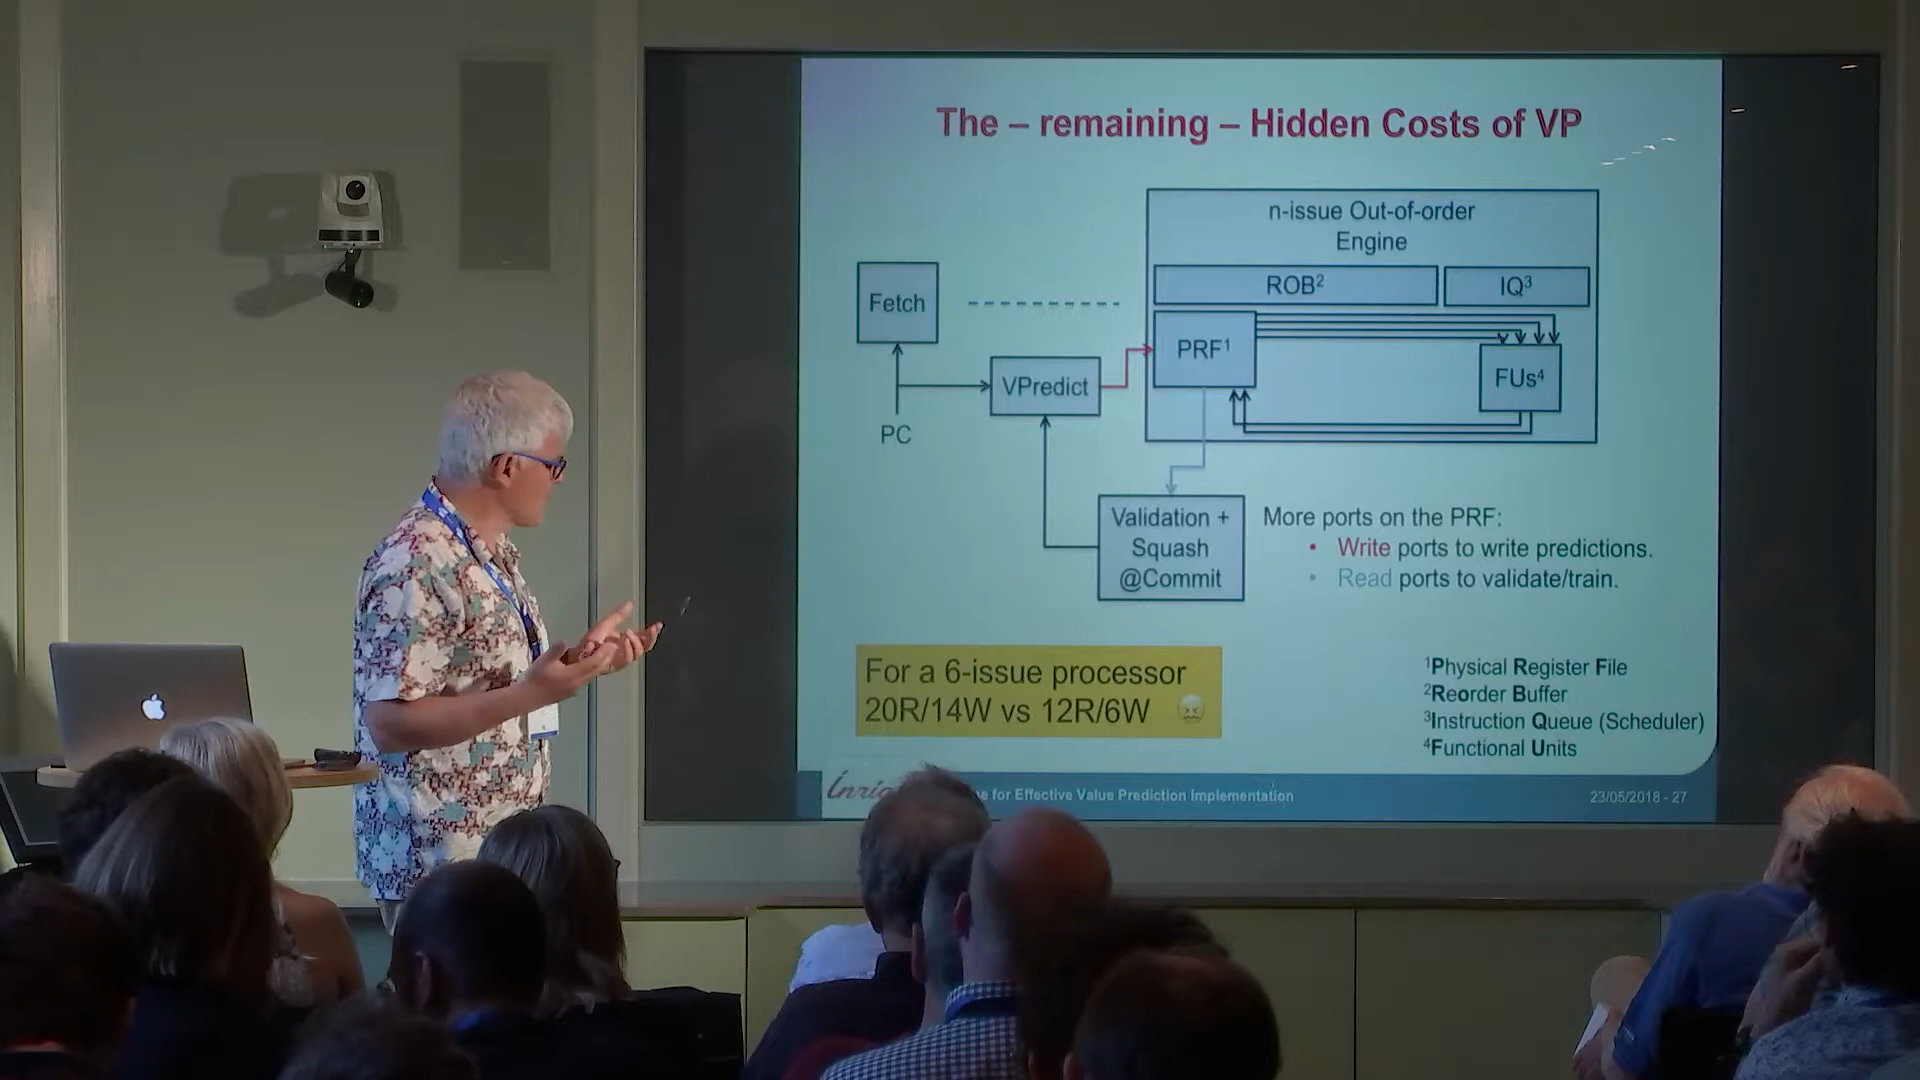 The – remaining – Hidden Costs of VP
n-issue Out-of-order
Engine
ROB²
IQ³
Fetch
PRF¹
VPredict
FUs⁴
PC
Validation +
Squash
@Commit
More ports on the PRF:
• Write ports to write predictions.
• Read ports to validate/train.
For a 6-issue processor
20R/14W vs 12R/6W 😖
¹Physical Register File
²Reorder Buffer
³Instruction Queue (Scheduler)
⁴Functional Units
for Effective Value Prediction Implementation
23/05/2018 - 27